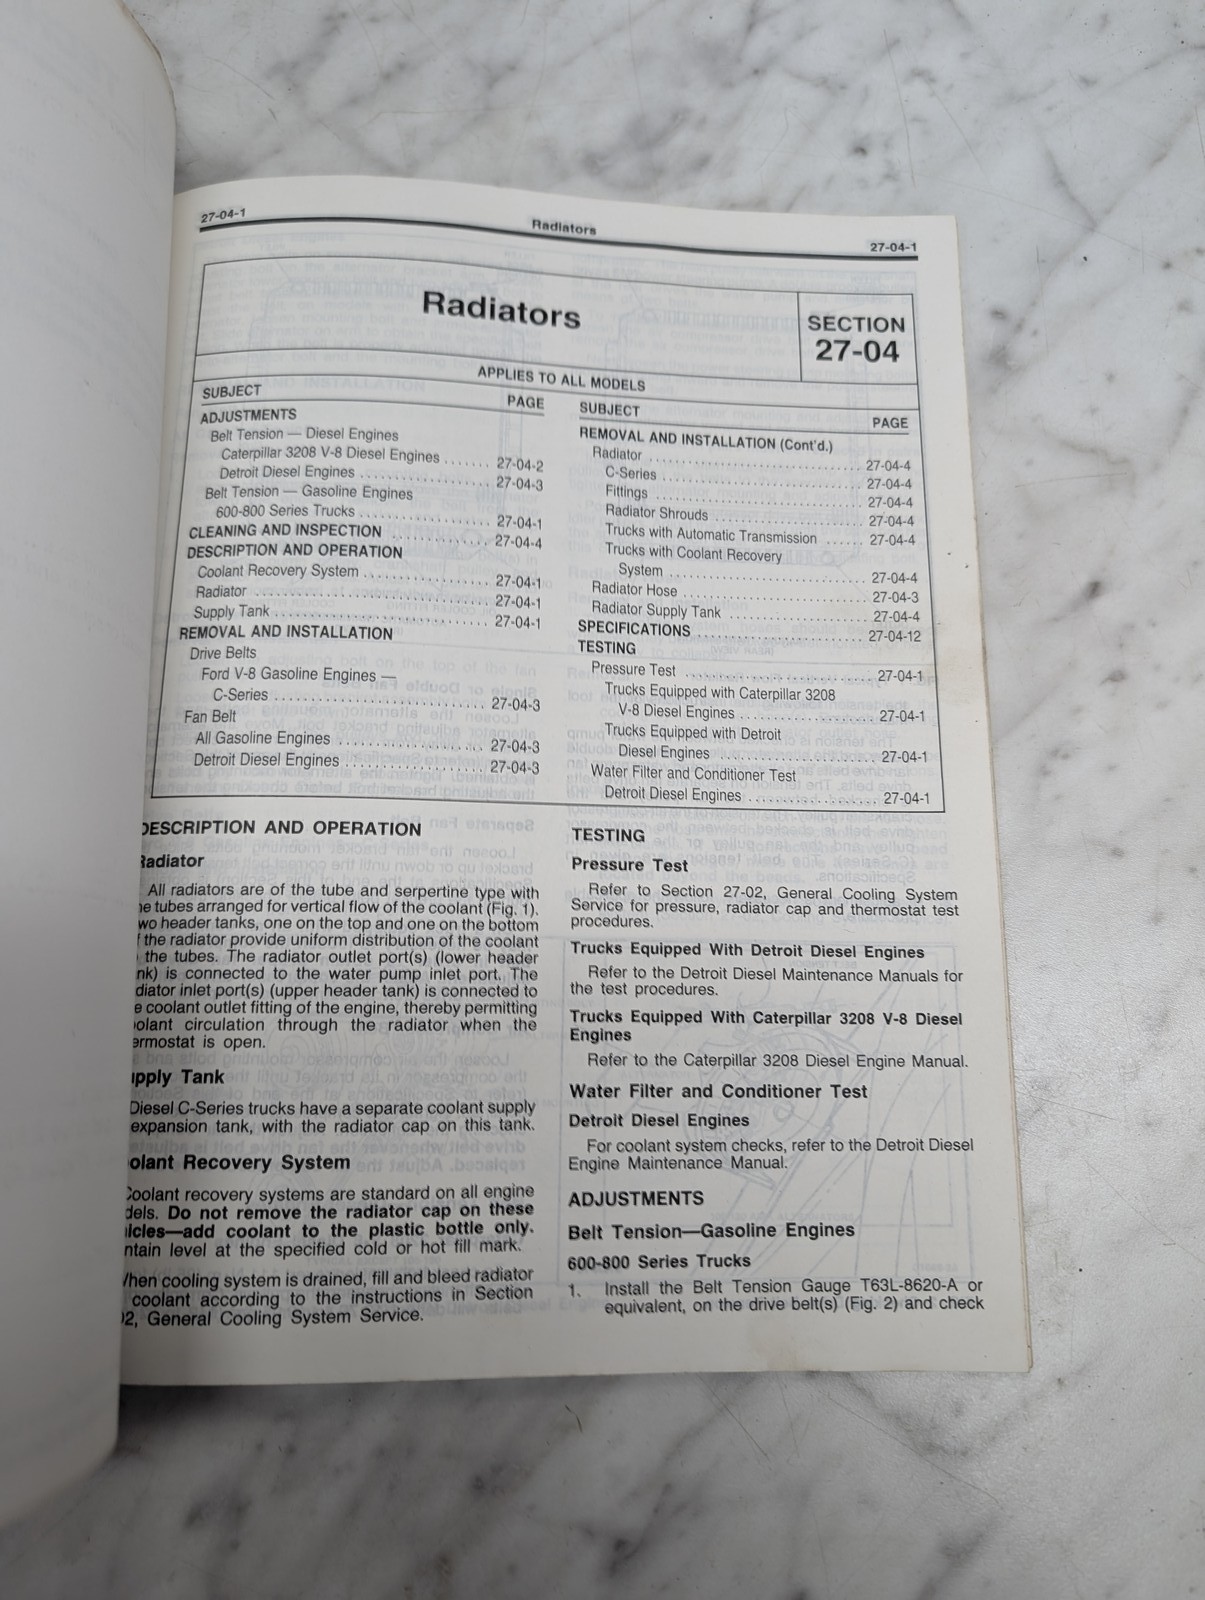 27-04-1
Radiators
27-04-1
Radiators
SECTION
27-04
APPLIES TO ALL MODELS
SUBJECT
PAGE
ADJUSTMENTS
Belt Tension — Diesel Engines
Caterpillar 3208 V-8 Diesel Engines ....... 27-04-2
Detroit Diesel Engines .................... 27-04-3
Belt Tension — Gasoline Engines
600-800 Series Trucks .................... 27-04-1
CLEANING AND INSPECTION .............. 27-04-4
DESCRIPTION AND OPERATION
Coolant Recovery System ................... 27-04-1
Radiator .................................... 27-04-1
Supply Tank ................................ 27-04-1
REMOVAL AND INSTALLATION
Drive Belts
Ford V-8 Gasoline Engines —
C-Series ................................ 27-04-3
Fan Belt
All Gasoline Engines ...................... 27-04-3
Detroit Diesel Engines ..................... 27-04-3
SUBJECT
PAGE
REMOVAL AND INSTALLATION (Cont'd.)
Radiator ................................ 27-04-4
C-Series ............................... 27-04-4
Fittings ................................ 27-04-4
Radiator Shrouds ....................... 27-04-4
Trucks with Automatic Transmission ...... 27-04-4
Trucks with Coolant Recovery
System .............................. 27-04-4
Radiator Hose ............................ 27-04-3
Radiator Supply Tank ..................... 27-04-4
SPECIFICATIONS .......................... 27-04-12
TESTING
Pressure Test ............................. 27-04-1
Trucks Equipped with Caterpillar 3208
V-8 Diesel Engines .................... 27-04-1
Trucks Equipped with Detroit
Diesel Engines ......................... 27-04-1
Water Filter and Conditioner Test
Detroit Diesel Engines ................... 27-04-1
DESCRIPTION AND OPERATION
Radiator
All radiators are of the tube and serpertine type with
e tubes arranged for vertical flow of the coolant (Fig. 1).
wo header tanks, one on the top and one on the bottom
the radiator provide uniform distribution of the coolant
the tubes. The radiator outlet port(s) (lower header
nk) is connected to the water pump inlet port. The
diator inlet port(s) (upper header tank) is connected to
e coolant outlet fitting of the engine, thereby permitting
olant circulation through the radiator when the
ermostat is open.
pply Tank
Diesel C-Series trucks have a separate coolant supply
expansion tank, with the radiator cap on this tank.
olant Recovery System
Coolant recovery systems are standard on all engine
dels. Do not remove the radiator cap on these
icles—add coolant to the plastic bottle only.
ntain level at the specified cold or hot fill mark.
When cooling system is drained, fill and bleed radiator
coolant according to the instructions in Section
2, General Cooling System Service.
TESTING
Pressure Test
Refer to Section 27-02, General Cooling System
Service for pressure, radiator cap and thermostat test
procedures.
Trucks Equipped With Detroit Diesel Engines
Refer to the Detroit Diesel Maintenance Manuals for
the test procedures.
Trucks Equipped With Caterpillar 3208 V-8 Diesel
Engines
Refer to the Caterpillar 3208 Diesel Engine Manual.
Water Filter and Conditioner Test
Detroit Diesel Engines
For coolant system checks, refer to the Detroit Diesel
Engine Maintenance Manual.
ADJUSTMENTS
Belt Tension—Gasoline Engines
600-800 Series Trucks
1. Install the Belt Tension Gauge T63L-8620-A or
equivalent, on the drive belt(s) (Fig. 2) and check